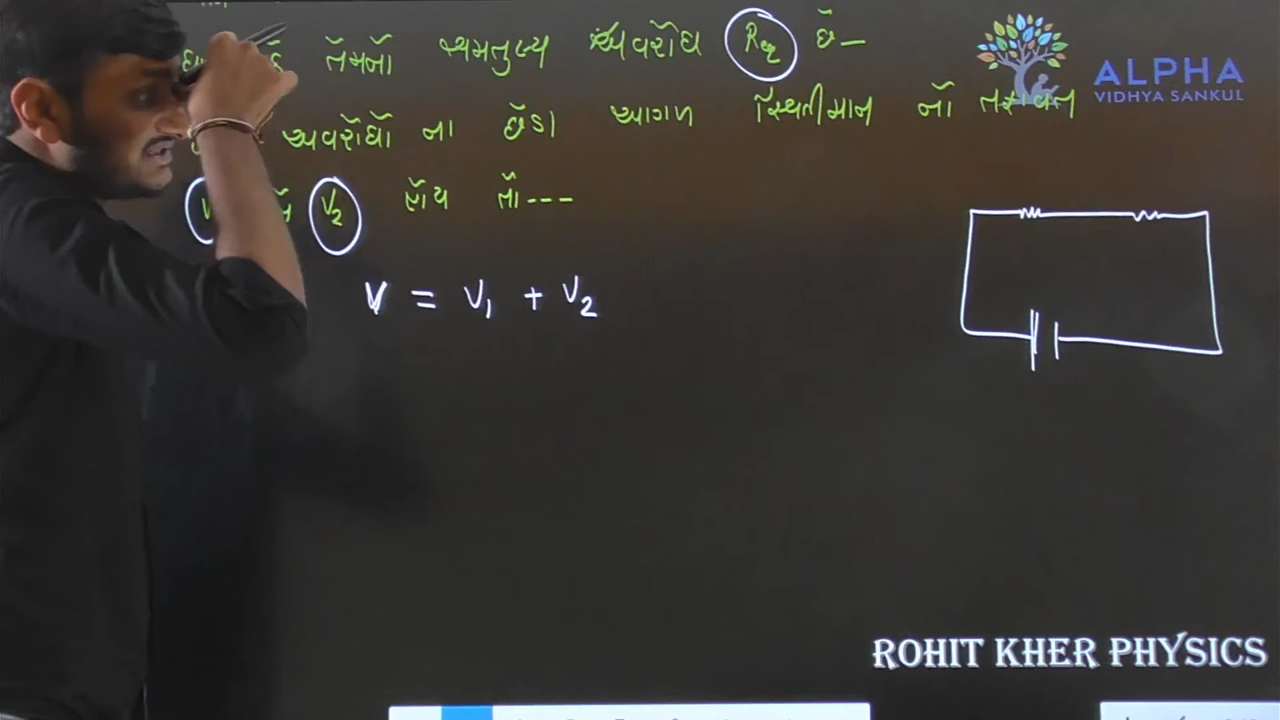 તેમનો સમતુલ્ય અવરોધ Req છે_
અવરોધો ના છેડા આગળ સ્થિતીમાન નો તફાવત
V2 હોય તો---
V = V1 + V2
ALPHA
VIDHYA SANKUL
ROHIT KHER PHYSICS